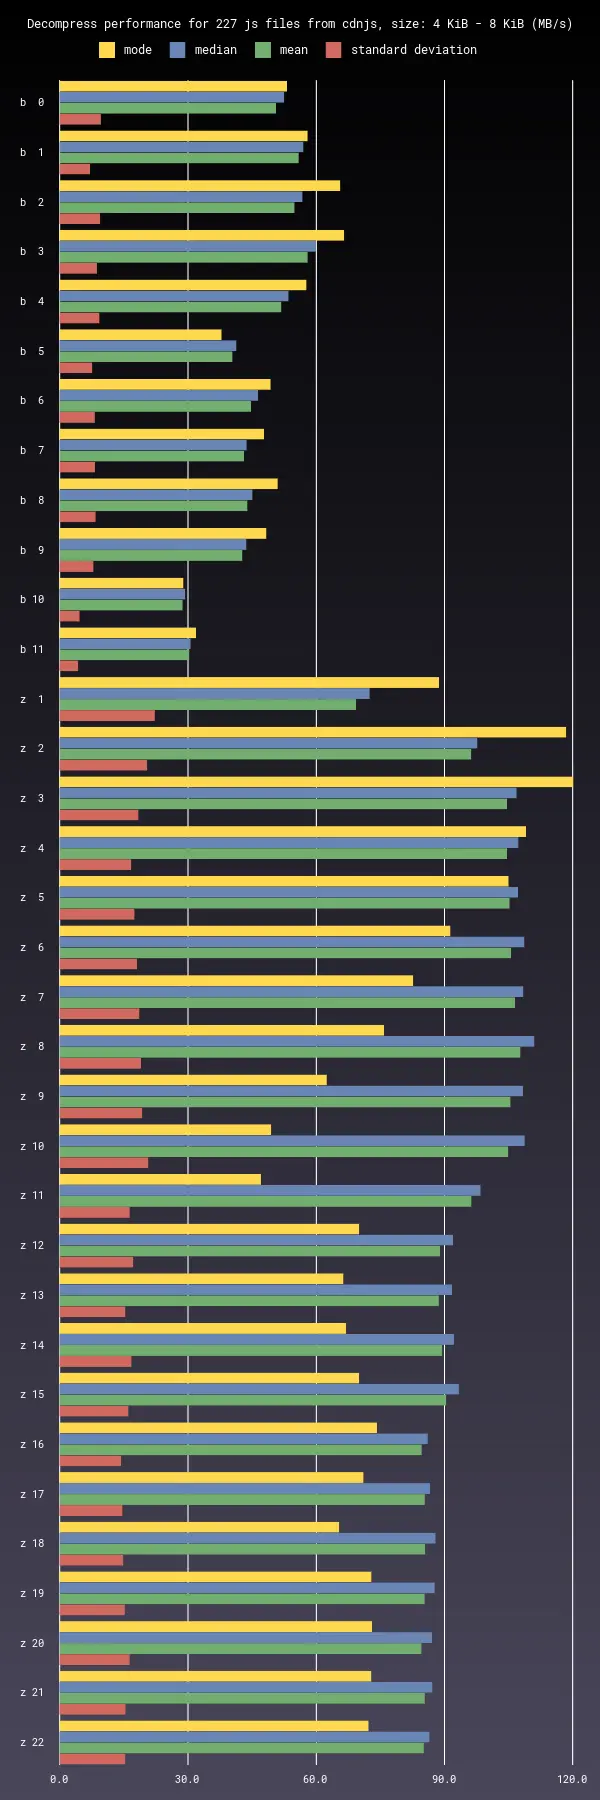 Decompress performance for 227 js files from cdnjs, size: 4 KiB - 8 KiB (MB/s)
mode median mean standard deviation
b 0
b 1
b 2
b 3
b 4
b 5
b 6
b 7
b 8
b 9
b 10
b 11
z 1
z 2
z 3
z 4
z 5
z 6
z 7
z 8
z 9
z 10
z 11
z 12
z 13
z 14
z 15
z 16
z 17
z 18
z 19
z 20
z 21
z 22
0.0 30.0 60.0 90.0 120.0